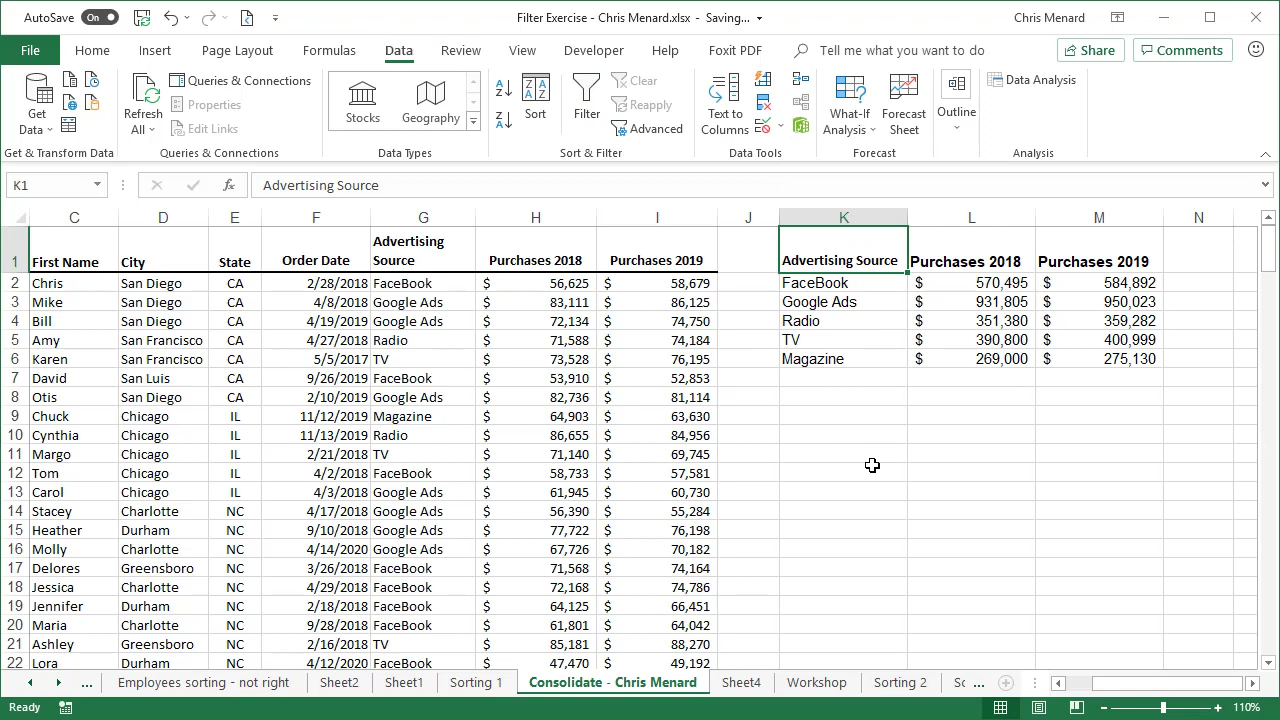 AutoSave On Filter Exercise - Chris Menard.xlsx - Saving... Chris Menard
File Home Insert Page Layout Formulas Data Review View Developer Help Foxit PDF Tell me what you want to do Share Comments
Get Data Refresh All Queries & Connections Properties Edit Links Stocks Geography Sort Filter Clear Reapply Advanced Text to Columns What-If Analysis Forecast Sheet Outline Data Analysis
Get & Transform Data Queries & Connections Data Types Sort & Filter Data Tools Forecast Analysis
K1 fx Advertising Source
C D E F G H I J K L M N
1 First Name City State Order Date Advertising Source Purchases 2018 Purchases 2019 Advertising Source Purchases 2018 Purchases 2019
2 Chris San Diego CA 2/28/2018 FaceBook $ 56,625 $ 58,679 FaceBook $ 570,495 $ 584,892
3 Mike San Diego CA 4/8/2018 Google Ads $ 83,111 $ 86,125 Google Ads $ 931,805 $ 950,023
4 Bill San Diego CA 4/19/2019 Google Ads $ 72,134 $ 74,750 Radio $ 351,380 $ 359,282
5 Amy San Francisco CA 4/27/2018 Radio $ 71,588 $ 74,184 TV $ 390,800 $ 400,999
6 Karen San Francisco CA 5/5/2017 TV $ 73,528 $ 76,195 Magazine $ 269,000 $ 275,130
7 David San Luis CA 9/26/2019 FaceBook $ 53,910 $ 52,853
8 Otis San Diego CA 2/10/2019 Google Ads $ 82,736 $ 81,114
9 Chuck Chicago IL 11/12/2019 Magazine $ 64,903 $ 63,630
10 Cynthia Chicago IL 11/13/2019 Radio $ 86,655 $ 84,956
11 Margo Chicago IL 2/21/2018 TV $ 71,140 $ 69,745
12 Tom Chicago IL 4/2/2018 FaceBook $ 58,733 $ 57,581
13 Carol Chicago IL 4/3/2018 Google Ads $ 61,945 $ 60,730
14 Stacey Charlotte NC 4/17/2018 Google Ads $ 56,390 $ 55,284
15 Heather Durham NC 9/10/2018 Google Ads $ 77,722 $ 76,198
16 Molly Charlotte NC 4/14/2020 Google Ads $ 67,726 $ 70,182
17 Delores Greensboro NC 3/26/2018 FaceBook $ 71,568 $ 74,164
18 Jessica Charlotte NC 4/29/2018 FaceBook $ 72,168 $ 74,786
19 Jennifer Durham NC 2/18/2018 FaceBook $ 64,125 $ 66,451
20 Maria Charlotte NC 9/28/2018 FaceBook $ 61,801 $ 64,042
21 Ashley Greensboro NC 2/16/2018 TV $ 85,181 $ 88,270
22 Lora Durham NC 4/12/2020 FaceBook $ 47,470 $ 49,192
... Employees sorting - not right Sheet2 Sheet1 Sorting 1 Consolidate - Chris Menard Sheet4 Workshop Sorting 2 Sc ...
Ready 110%